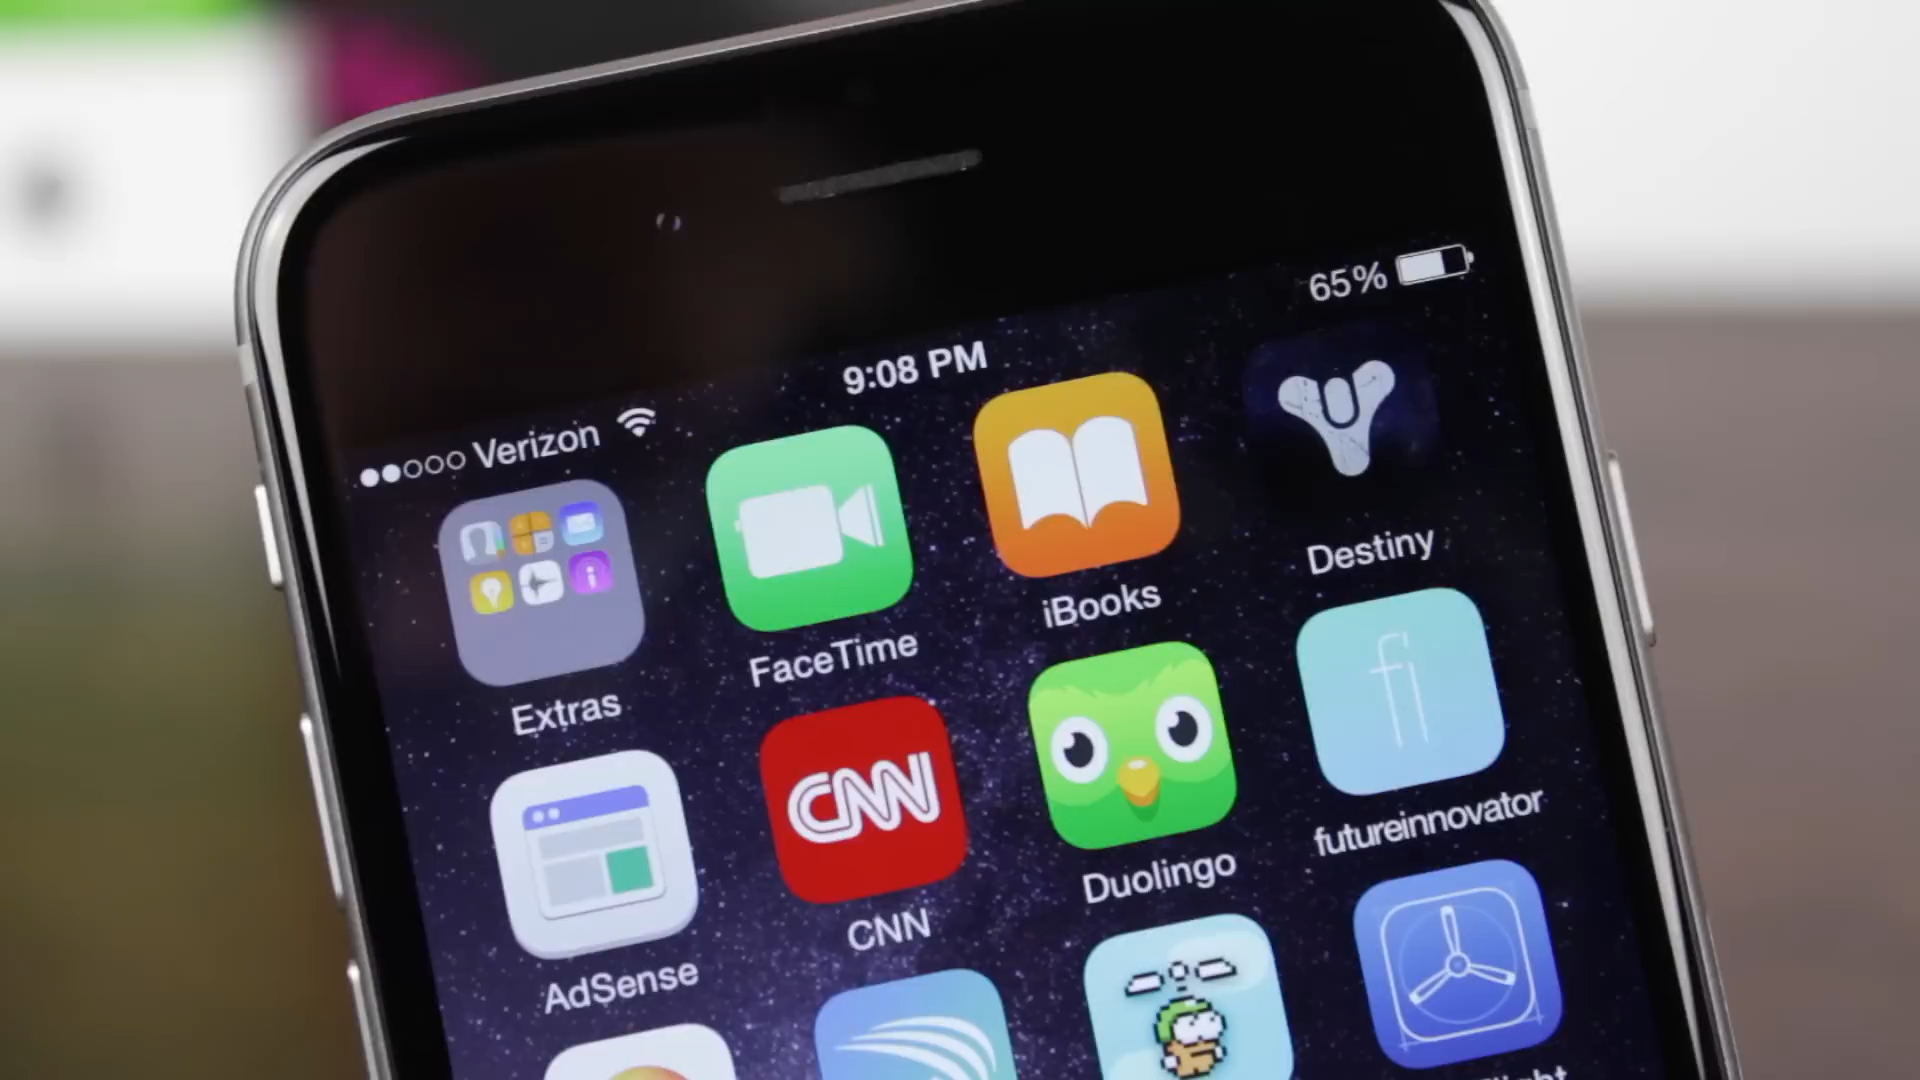 65%
9:08 PM
Verizon
Extras
FaceTime
iBooks
Destiny
fi
CNN
AdSense
CNN
Duolingo
futureinnovator